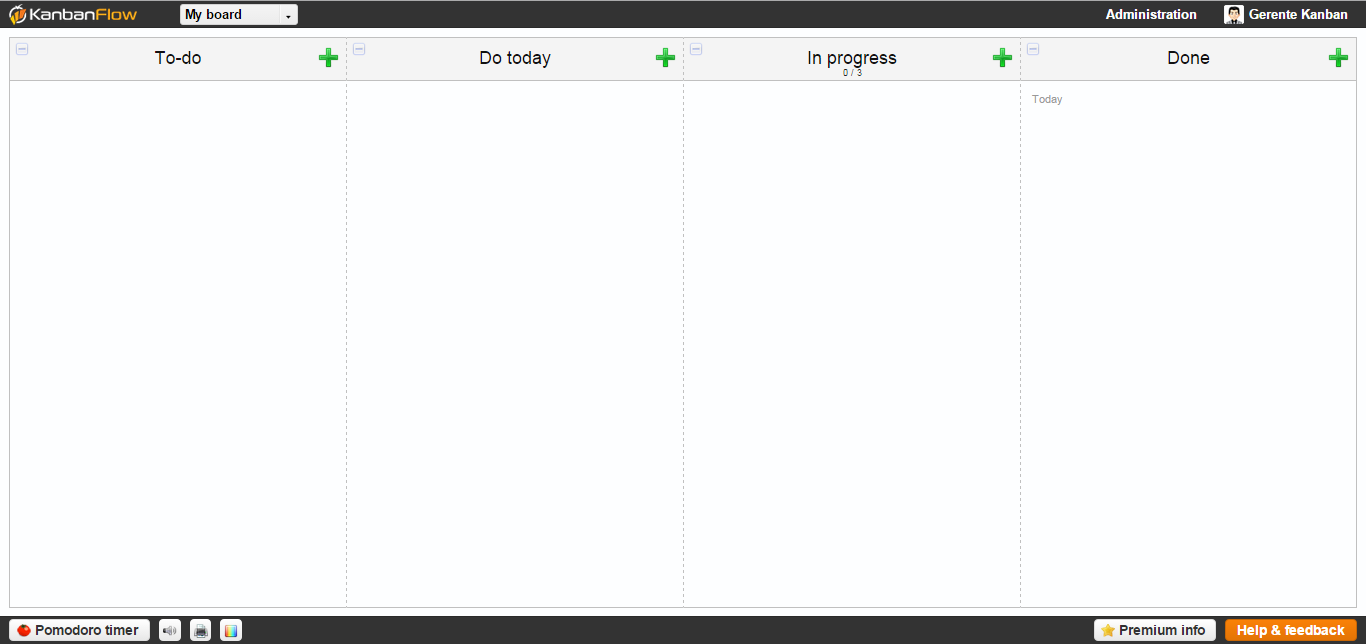 KanbanFlow
My board
Administration
Gerente Kanban
To-do
Do today
In progress
0 / 3
Done
Today
Pomodoro timer
Premium info
Help & feedback